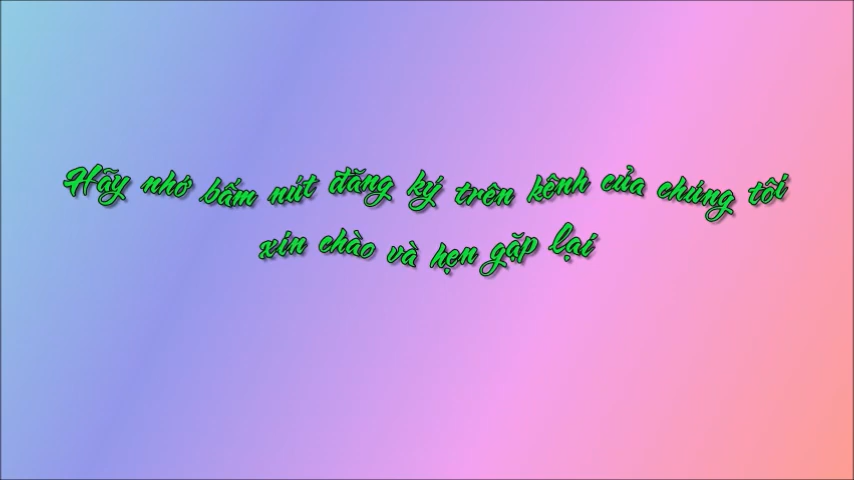 Hãy nhớ bấm nút đăng ký trên kênh của chúng tôi
xin chào và hẹn gặp lại